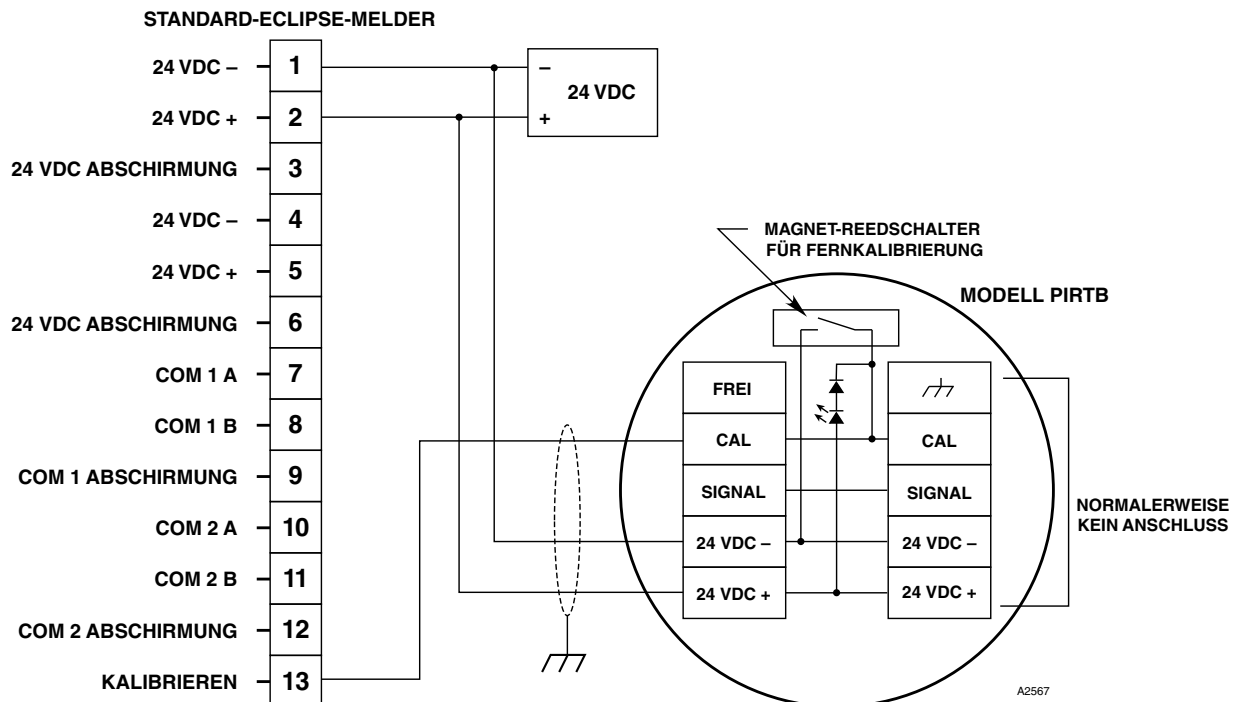 STANDARD-ECLIPSE-MELDER
24 VDC – 1
24 VDC + 2
24 VDC ABSCHIRMUNG 3
24 VDC – 4
24 VDC + 5
24 VDC ABSCHIRMUNG 6
COM 1 A 7
COM 1 B 8
COM 1 ABSCHIRMUNG 9
COM 2 A 10
COM 2 B 11
COM 2 ABSCHIRMUNG 12
KALIBRIEREN 13
–
24 VDC
+
MAGNET-REEDSCHALTER
FÜR FERNKALIBRIERUNG
MODELL PIRTB
FREI
CAL
SIGNAL
24 VDC –
24 VDC +
CAL
SIGNAL
24 VDC –
24 VDC +
NORMALERWEISE
KEIN ANSCHLUSS
A2567